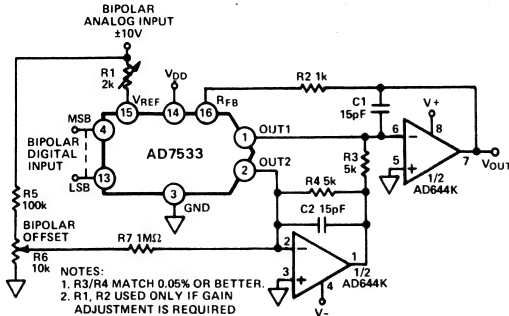 BIPOLAR
ANALOG INPUT
±10V
R1
2k
VDD
R2 1k
C1
15pF
V+
VREF
RFB
15
14
16
8
MSB
4
1
OUT1
6
−
7
VOUT
BIPOLAR
DIGITAL
INPUT
AD7533
R3
5k
5
+
1/2
AD644K
2
OUT2
LSB
13
3
GND
R4 5k
R5
100k
C2 15pF
BIPOLAR
OFFSET
R7 1MΩ
2
−
1
R6
10k
3
+
4
1/2
AD644K
V−
NOTES:
1. R3/R4 MATCH 0.05% OR BETTER.
2. R1, R2 USED ONLY IF GAIN
ADJUSTMENT IS REQUIRED